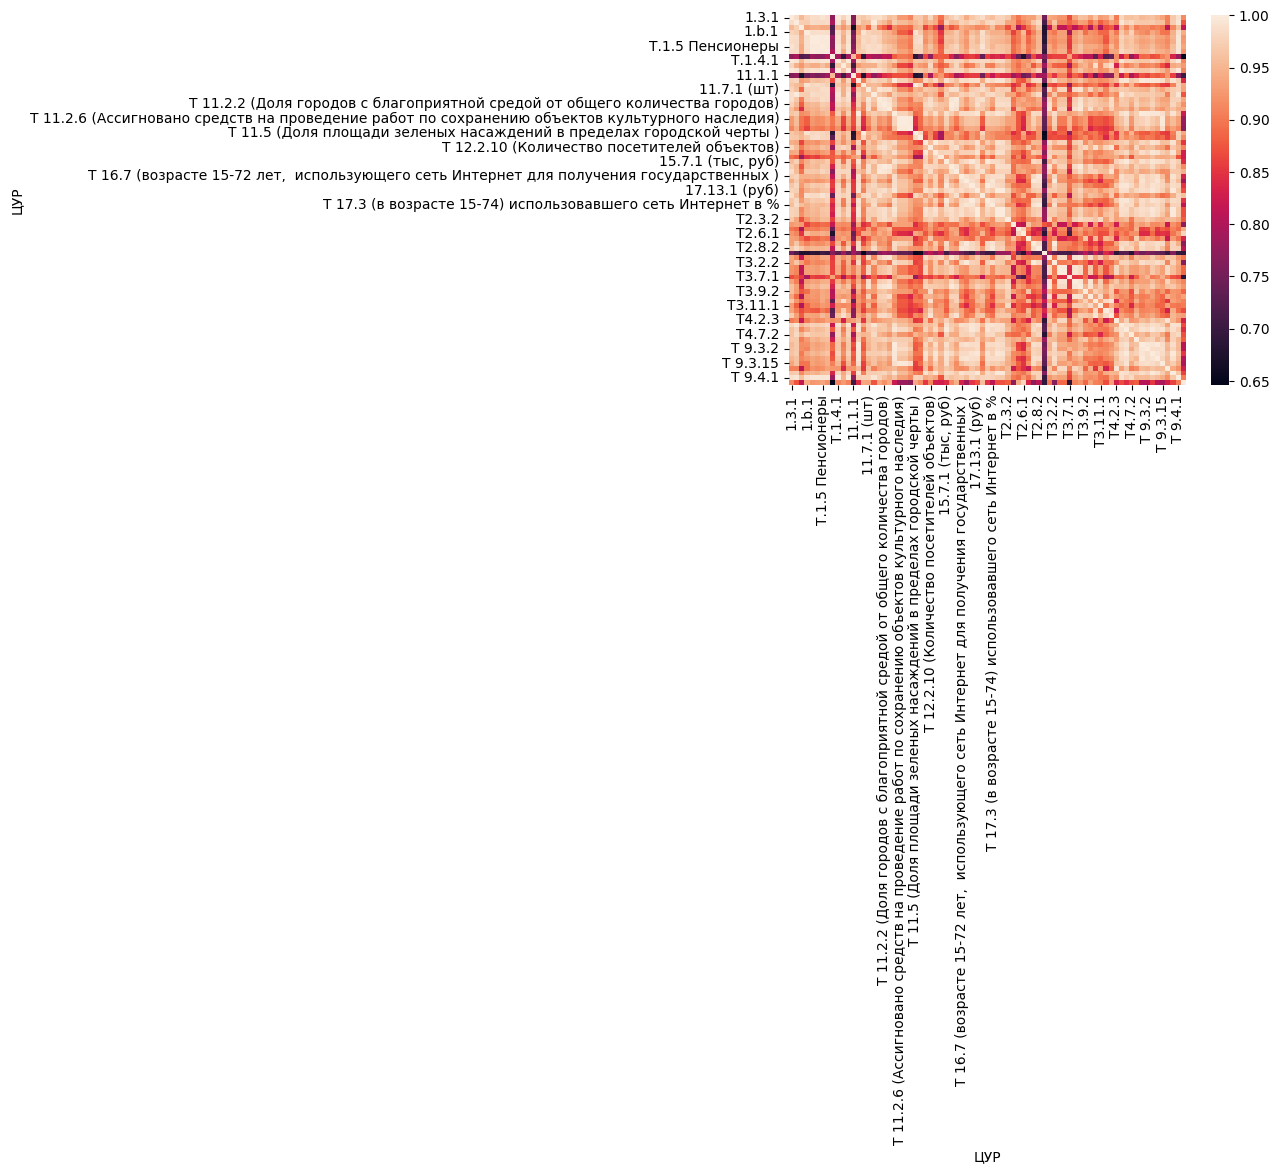 1.3.1
1.b.1
Т.1.5 Пенсионеры
Т.1.4.1
11.1.1
11.7.1 (шт)
Т 11.2.2 (Доля городов с благоприятной средой от общего количества городов)
Т 11.2.6 (Ассигновано средств на проведение работ по сохранению объектов культурного наследия)
Т 11.5 (Доля площади зеленых насаждений в пределах городской черты )
Т 12.2.10 (Количество посетителей объектов)
15.7.1 (тыс, руб)
Т 16.7 (возрасте 15-72 лет,  использующего сеть Интернет для получения государственных )
17.13.1 (руб)
Т 17.3 (в возрасте 15-74) использовавшего сеть Интернет в %
Т2.3.2
Т2.6.1
Т2.8.2
Т3.2.2
Т3.7.1
Т3.9.2
Т3.11.1
Т4.2.3
Т4.7.2
Т 9.3.2
Т 9.3.15
Т 9.4.1
ЦУР
1.00
0.95
0.90
0.85
0.80
0.75
0.70
0.65
1.3.1
1.b.1
Т.1.5 Пенсионеры
Т.1.4.1
11.1.1
11.7.1 (шт)
Т 11.2.2 (Доля городов с благоприятной средой от общего количества городов)
Т 11.2.6 (Ассигновано средств на проведение работ по сохранению объектов культурного наследия)
Т 11.5 (Доля площади зеленых насаждений в пределах городской черты )
Т 12.2.10 (Количество посетителей объектов)
15.7.1 (тыс, руб)
Т 16.7 (возрасте 15-72 лет,  использующего сеть Интернет для получения государственных )
17.13.1 (руб)
Т 17.3 (в возрасте 15-74) использовавшего сеть Интернет в %
Т2.3.2
Т2.6.1
Т2.8.2
Т3.2.2
Т3.7.1
Т3.9.2
Т3.11.1
Т4.2.3
Т4.7.2
Т 9.3.2
Т 9.3.15
Т 9.4.1
ЦУР